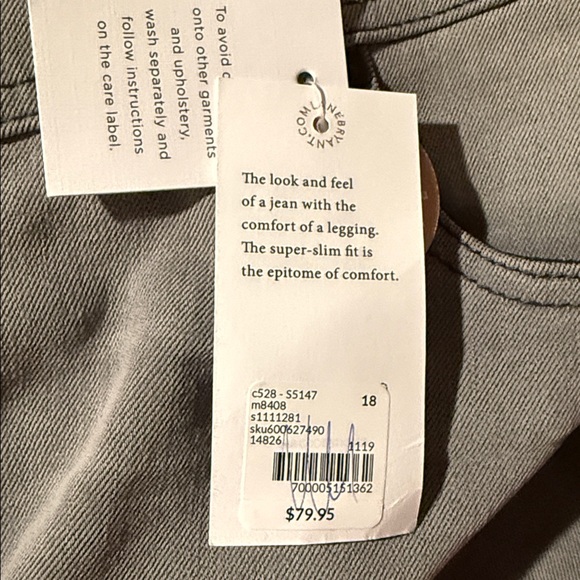 To avoid
onto other garments
and upholstery,
wash separately and
follow instructions
on the care label.
LANEBRYANT.COM
The look and feel
of a jean with the
comfort of a legging.
The super-slim fit is
the epitome of comfort.
c528 - S5147
18
m8408
s1111281
sku600627490
14826
1119
700005151362
$79.95